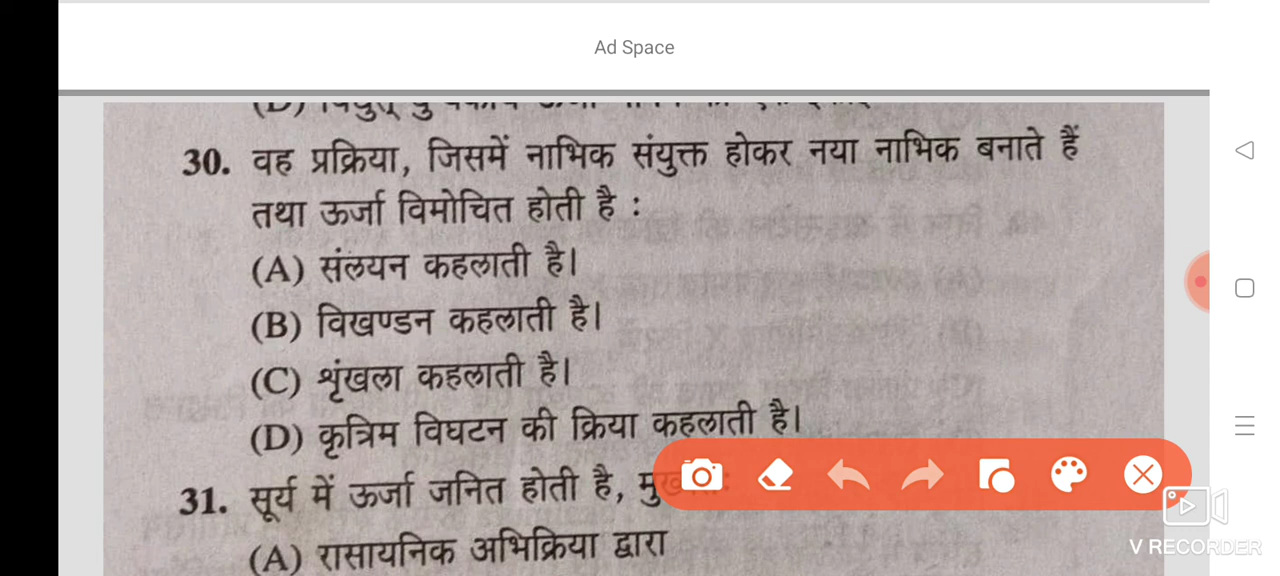 Ad Space
30. वह प्रक्रिया, जिसमें नाभिक संयुक्त होकर नया नाभिक बनाते हैं
तथा ऊर्जा विमोचित होती है :
(A) संलयन कहलाती है।
(B) विखण्डन कहलाती है।
(C) शृंखला कहलाती है।
(D) कृत्रिम विघटन की क्रिया कहलाती है।
31. सूर्य में ऊर्जा जनित होती है,
(A) रासायनिक अभिक्रिया द्वारा
V RECORDER